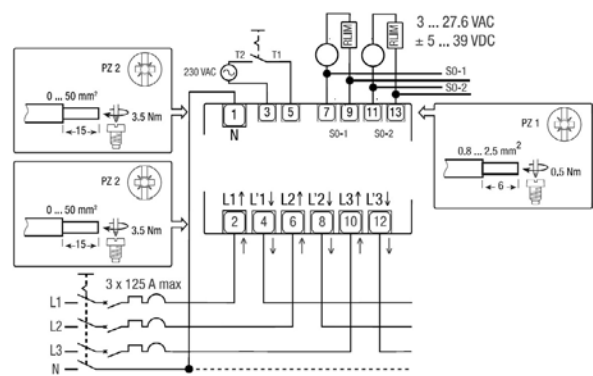 3 ... 27.6 VAC
± 5 ... 39 VDC
RLIM
RLIM
T2
T1
230 VAC
S0-1
S0-2
PZ 2
0 ... 50 mm²
15
3.5 Nm
1
3
5
7
9
11
13
N
S0-1
S0-2
PZ 1
0.8 ... 2.5 mm²
6
0,5 Nm
PZ 2
0 ... 50 mm²
15
3.5 Nm
L1↑ L'1↓ L2↑ L'2↓ L3↑ L'3↓
2
4
6
8
10
12
3 x 125 A max
L1
L2
L3
N